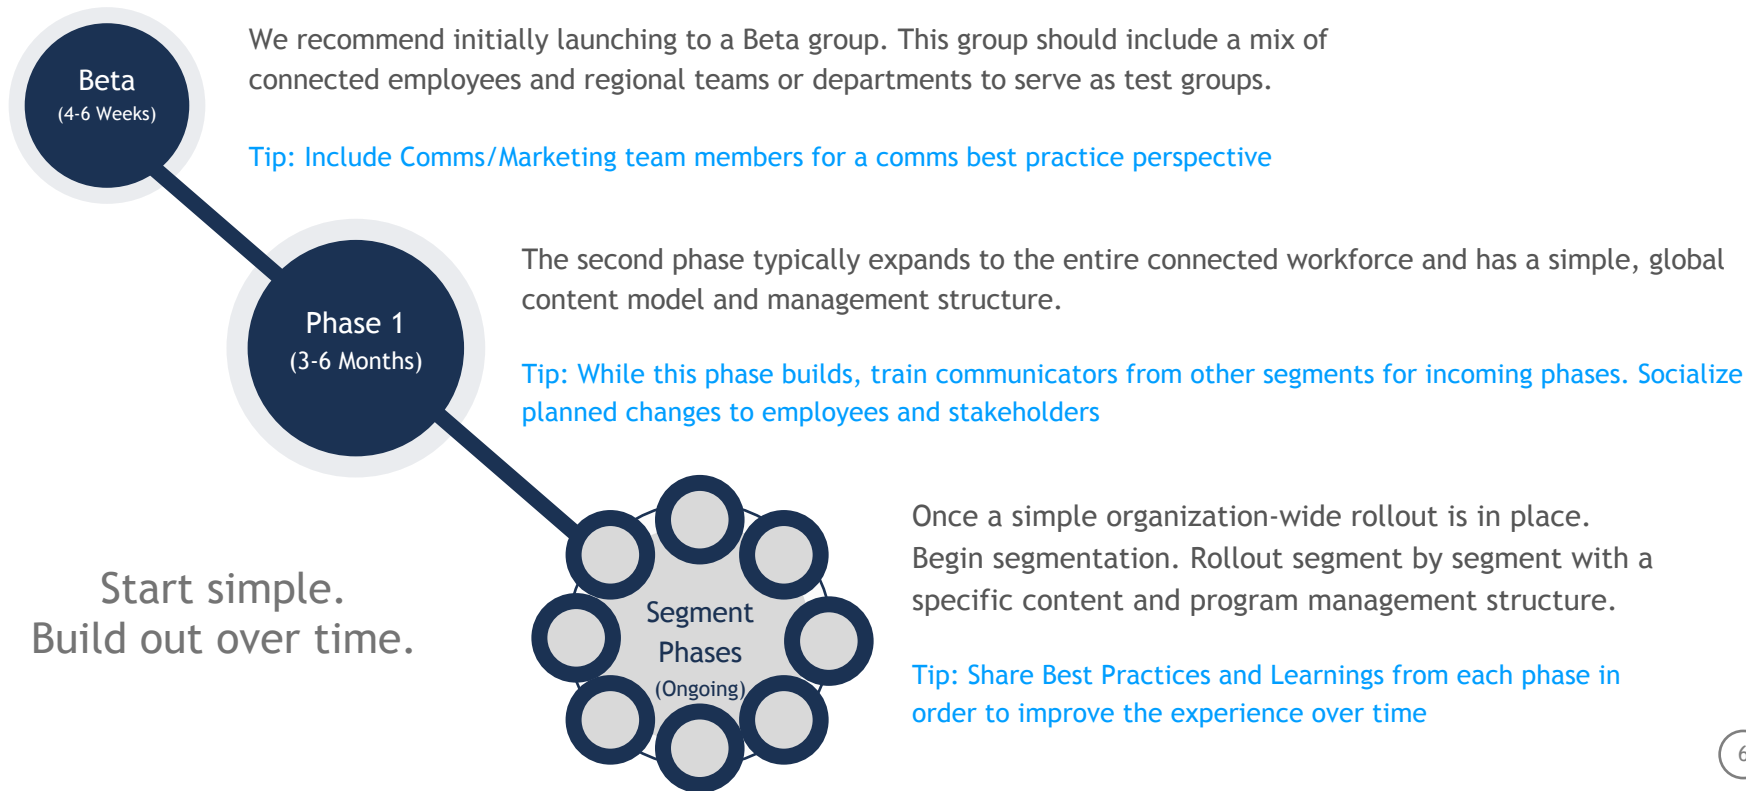 Beta
(4-6 Weeks)
We recommend initially launching to a Beta group. This group should include a mix of
connected employees and regional teams or departments to serve as test groups.
Tip: Include Comms/Marketing team members for a comms best practice perspective
Phase 1
(3-6 Months)
The second phase typically expands to the entire connected workforce and has a simple, global
content model and management structure.
Tip: While this phase builds, train communicators from other segments for incoming phases. Socialize
planned changes to employees and stakeholders
Start simple.
Build out over time.
Segment
Phases
(Ongoing)
Once a simple organization-wide rollout is in place.
Begin segmentation. Rollout segment by segment with a
specific content and program management structure.
Tip: Share Best Practices and Learnings from each phase in
order to improve the experience over time
6